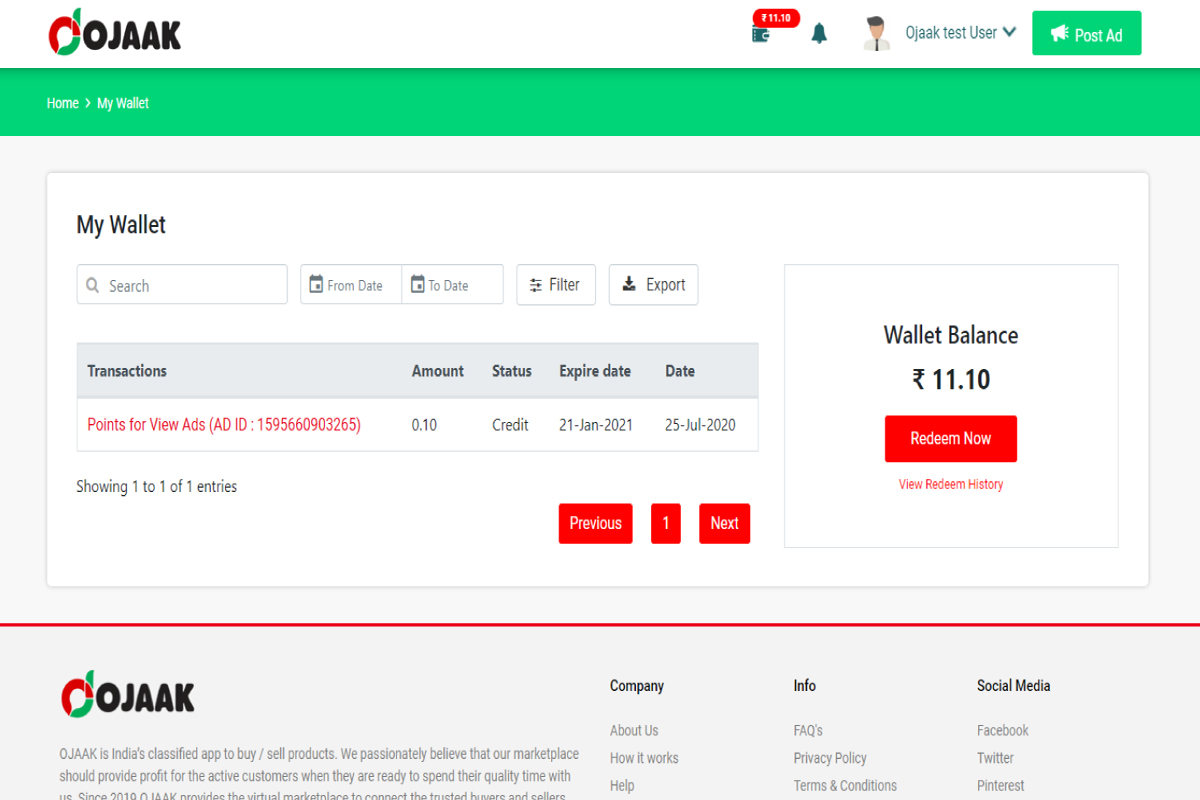 OJAAK
₹ 11.10
Ojaak test User
Post Ad
Home > My Wallet
My Wallet
Search
From Date
To Date
Filter
Export
Transactions Amount Status Expire date Date
Points for View Ads (AD ID : 1595660903265) 0.10 Credit 21-Jan-2021 25-Jul-2020
Showing 1 to 1 of 1 entries
Previous 1 Next
Wallet Balance
₹ 11.10
Redeem Now
View Redeem History
OJAAK
OJAAK is India's classified app to buy / sell products. We passionately believe that our marketplace
should provide profit for the active customers when they are ready to spend their quality time with
us. Since 2019 OJAAK provides the virtual marketplace to connect the trusted buyers and sellers
Company
About Us
How it works
Help
Info
FAQ's
Privacy Policy
Terms & Conditions
Social Media
Facebook
Twitter
Pinterest